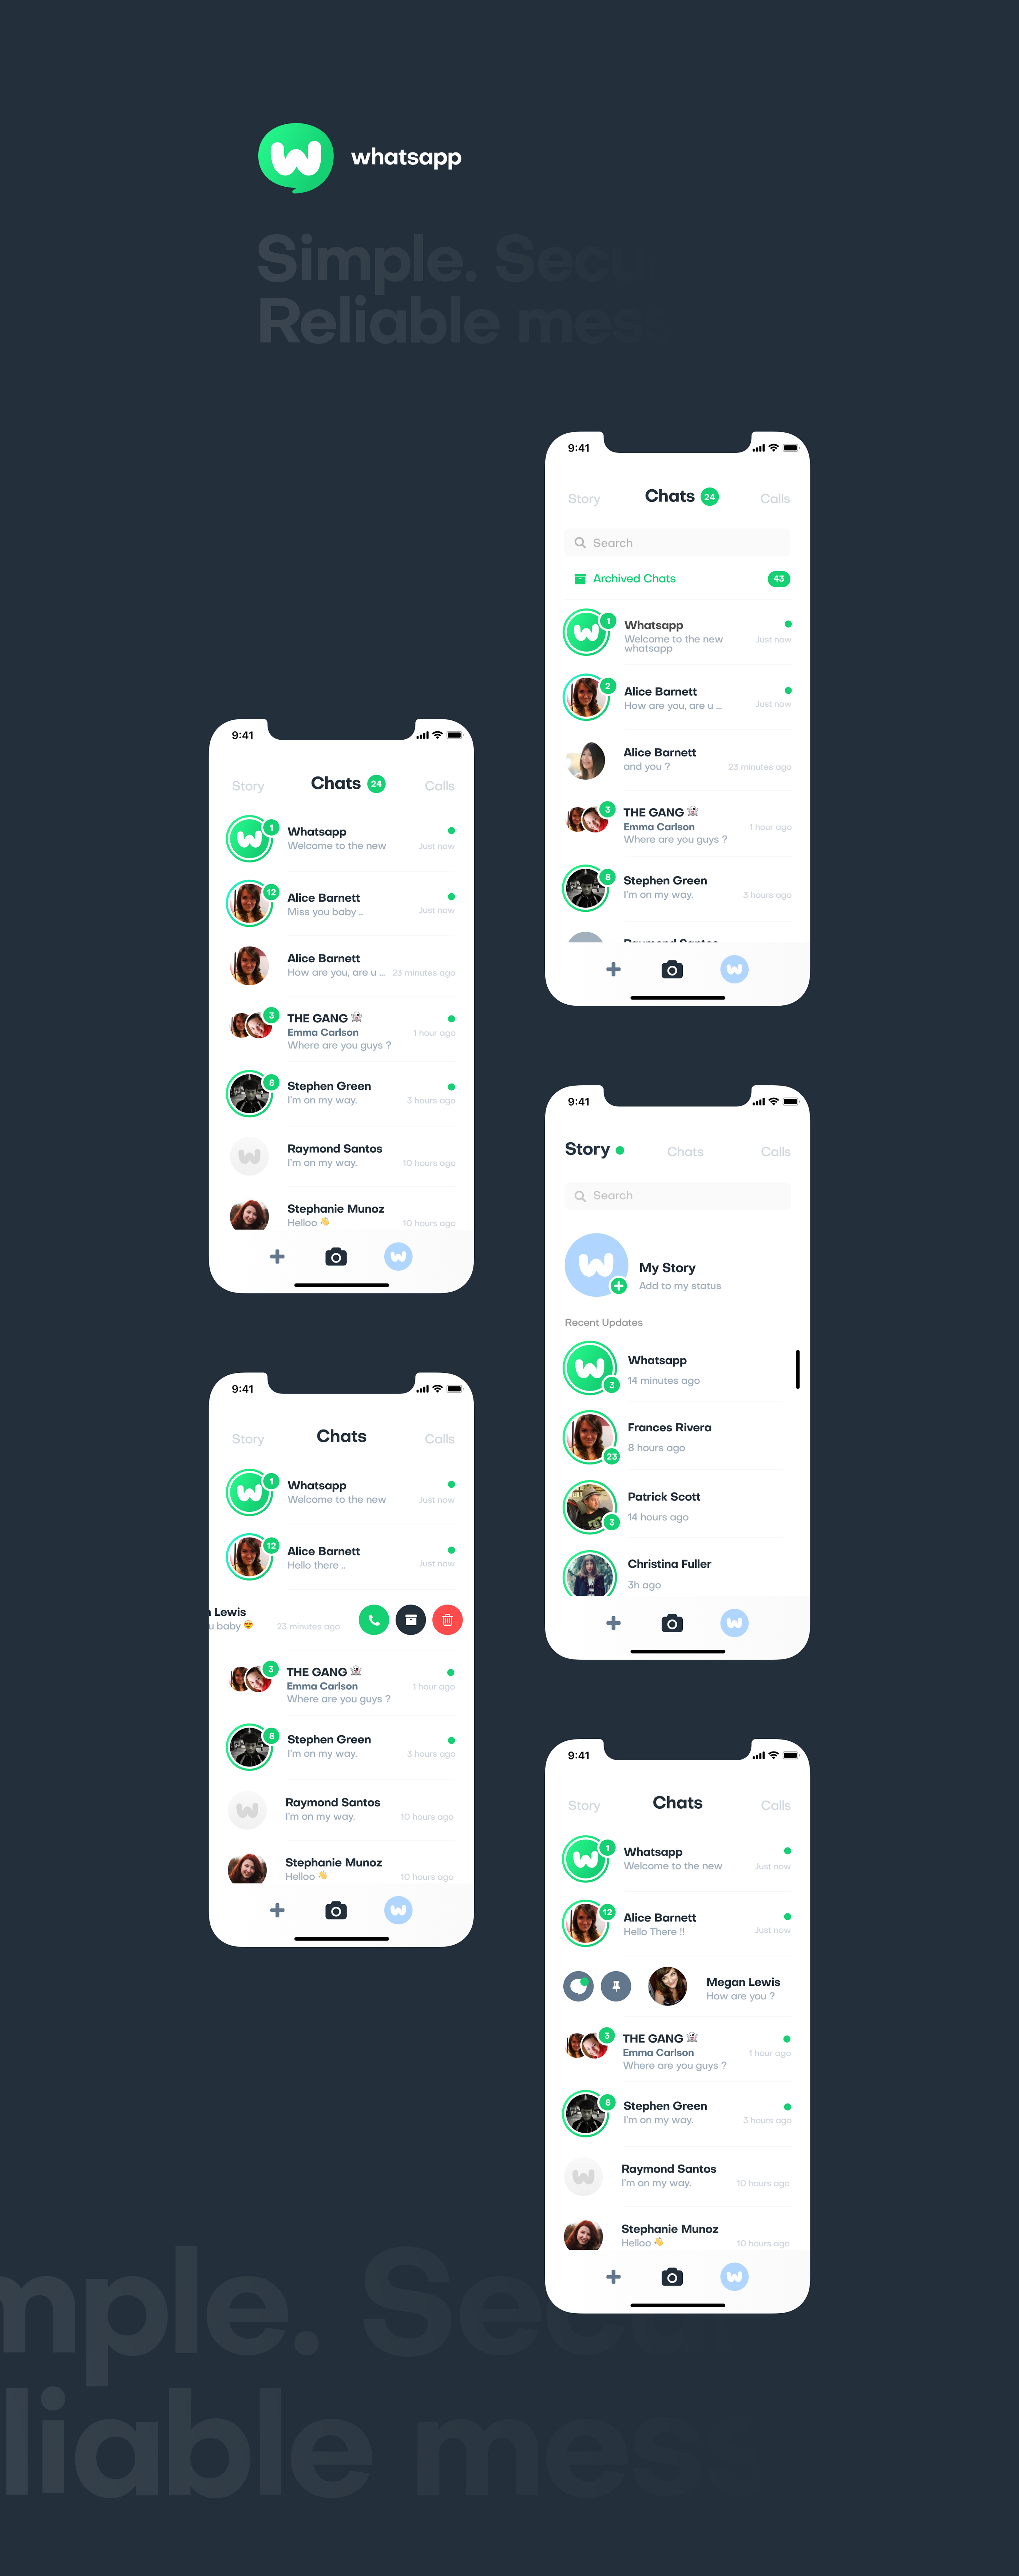 whatsapp
Simple. Secu
Reliable mess
9:41
Story Chats 24 Calls
Search
Archived Chats 43
1 Whatsapp
Welcome to the new
whatsapp Just now
2 Alice Barnett
How are you, are u ... Just now
Alice Barnett
and you ? 23 minutes ago
3 THE GANG
Emma Carlson 1 hour ago
Where are you guys ?
8 Stephen Green
I'm on my way. 3 hours ago
Raymond Santos
9:41
Story Chats 24 Calls
1 Whatsapp
Welcome to the new Just now
12 Alice Barnett
Miss you baby .. Just now
Alice Barnett
How are you, are u ... 23 minutes ago
3 THE GANG
Emma Carlson 1 hour ago
Where are you guys ?
8 Stephen Green
I'm on my way. 3 hours ago
Raymond Santos
I'm on my way. 10 hours ago
Stephanie Munoz
Helloo 👋 10 hours ago
9:41
Story Chats Calls
Search
My Story
Add to my status
Recent Updates
Whatsapp
3 14 minutes ago
Frances Rivera
23 8 hours ago
Patrick Scott
3 14 hours ago
Christina Fuller
3h ago
9:41
Story Chats Calls
1 Whatsapp
Welcome to the new Just now
12 Alice Barnett
Hello there .. Just now
n Lewis
u baby 😍 23 minutes ago
3 THE GANG
Emma Carlson 1 hour ago
Where are you guys ?
8 Stephen Green
I'm on my way. 3 hours ago
Raymond Santos
I'm on my way. 10 hours ago
Stephanie Munoz
Helloo 👋 10 hours ago
9:41
Story Chats Calls
1 Whatsapp
Welcome to the new Just now
12 Alice Barnett
Hello There !! Just now
Megan Lewis
How are you ?
3 THE GANG
Emma Carlson 1 hour ago
Where are you guys ?
8 Stephen Green
I'm on my way. 3 hours ago
Raymond Santos
I'm on my way. 10 hours ago
Stephanie Munoz
Helloo 👋 10 hours ago
mple. Secu
liable mess